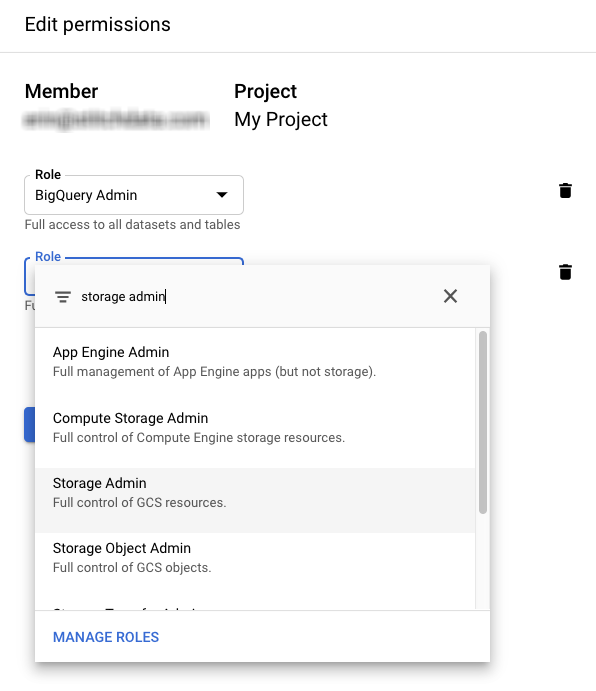 Edit permissions
Member Project
My Project
Role
BigQuery Admin
Full access to all datasets and tables
Role
storage admin
App Engine Admin
Full management of App Engine apps (but not storage).
Compute Storage Admin
Full control of Compute Engine storage resources.
Storage Admin
Full control of GCS resources.
Storage Object Admin
Full control of GCS objects.
MANAGE ROLES